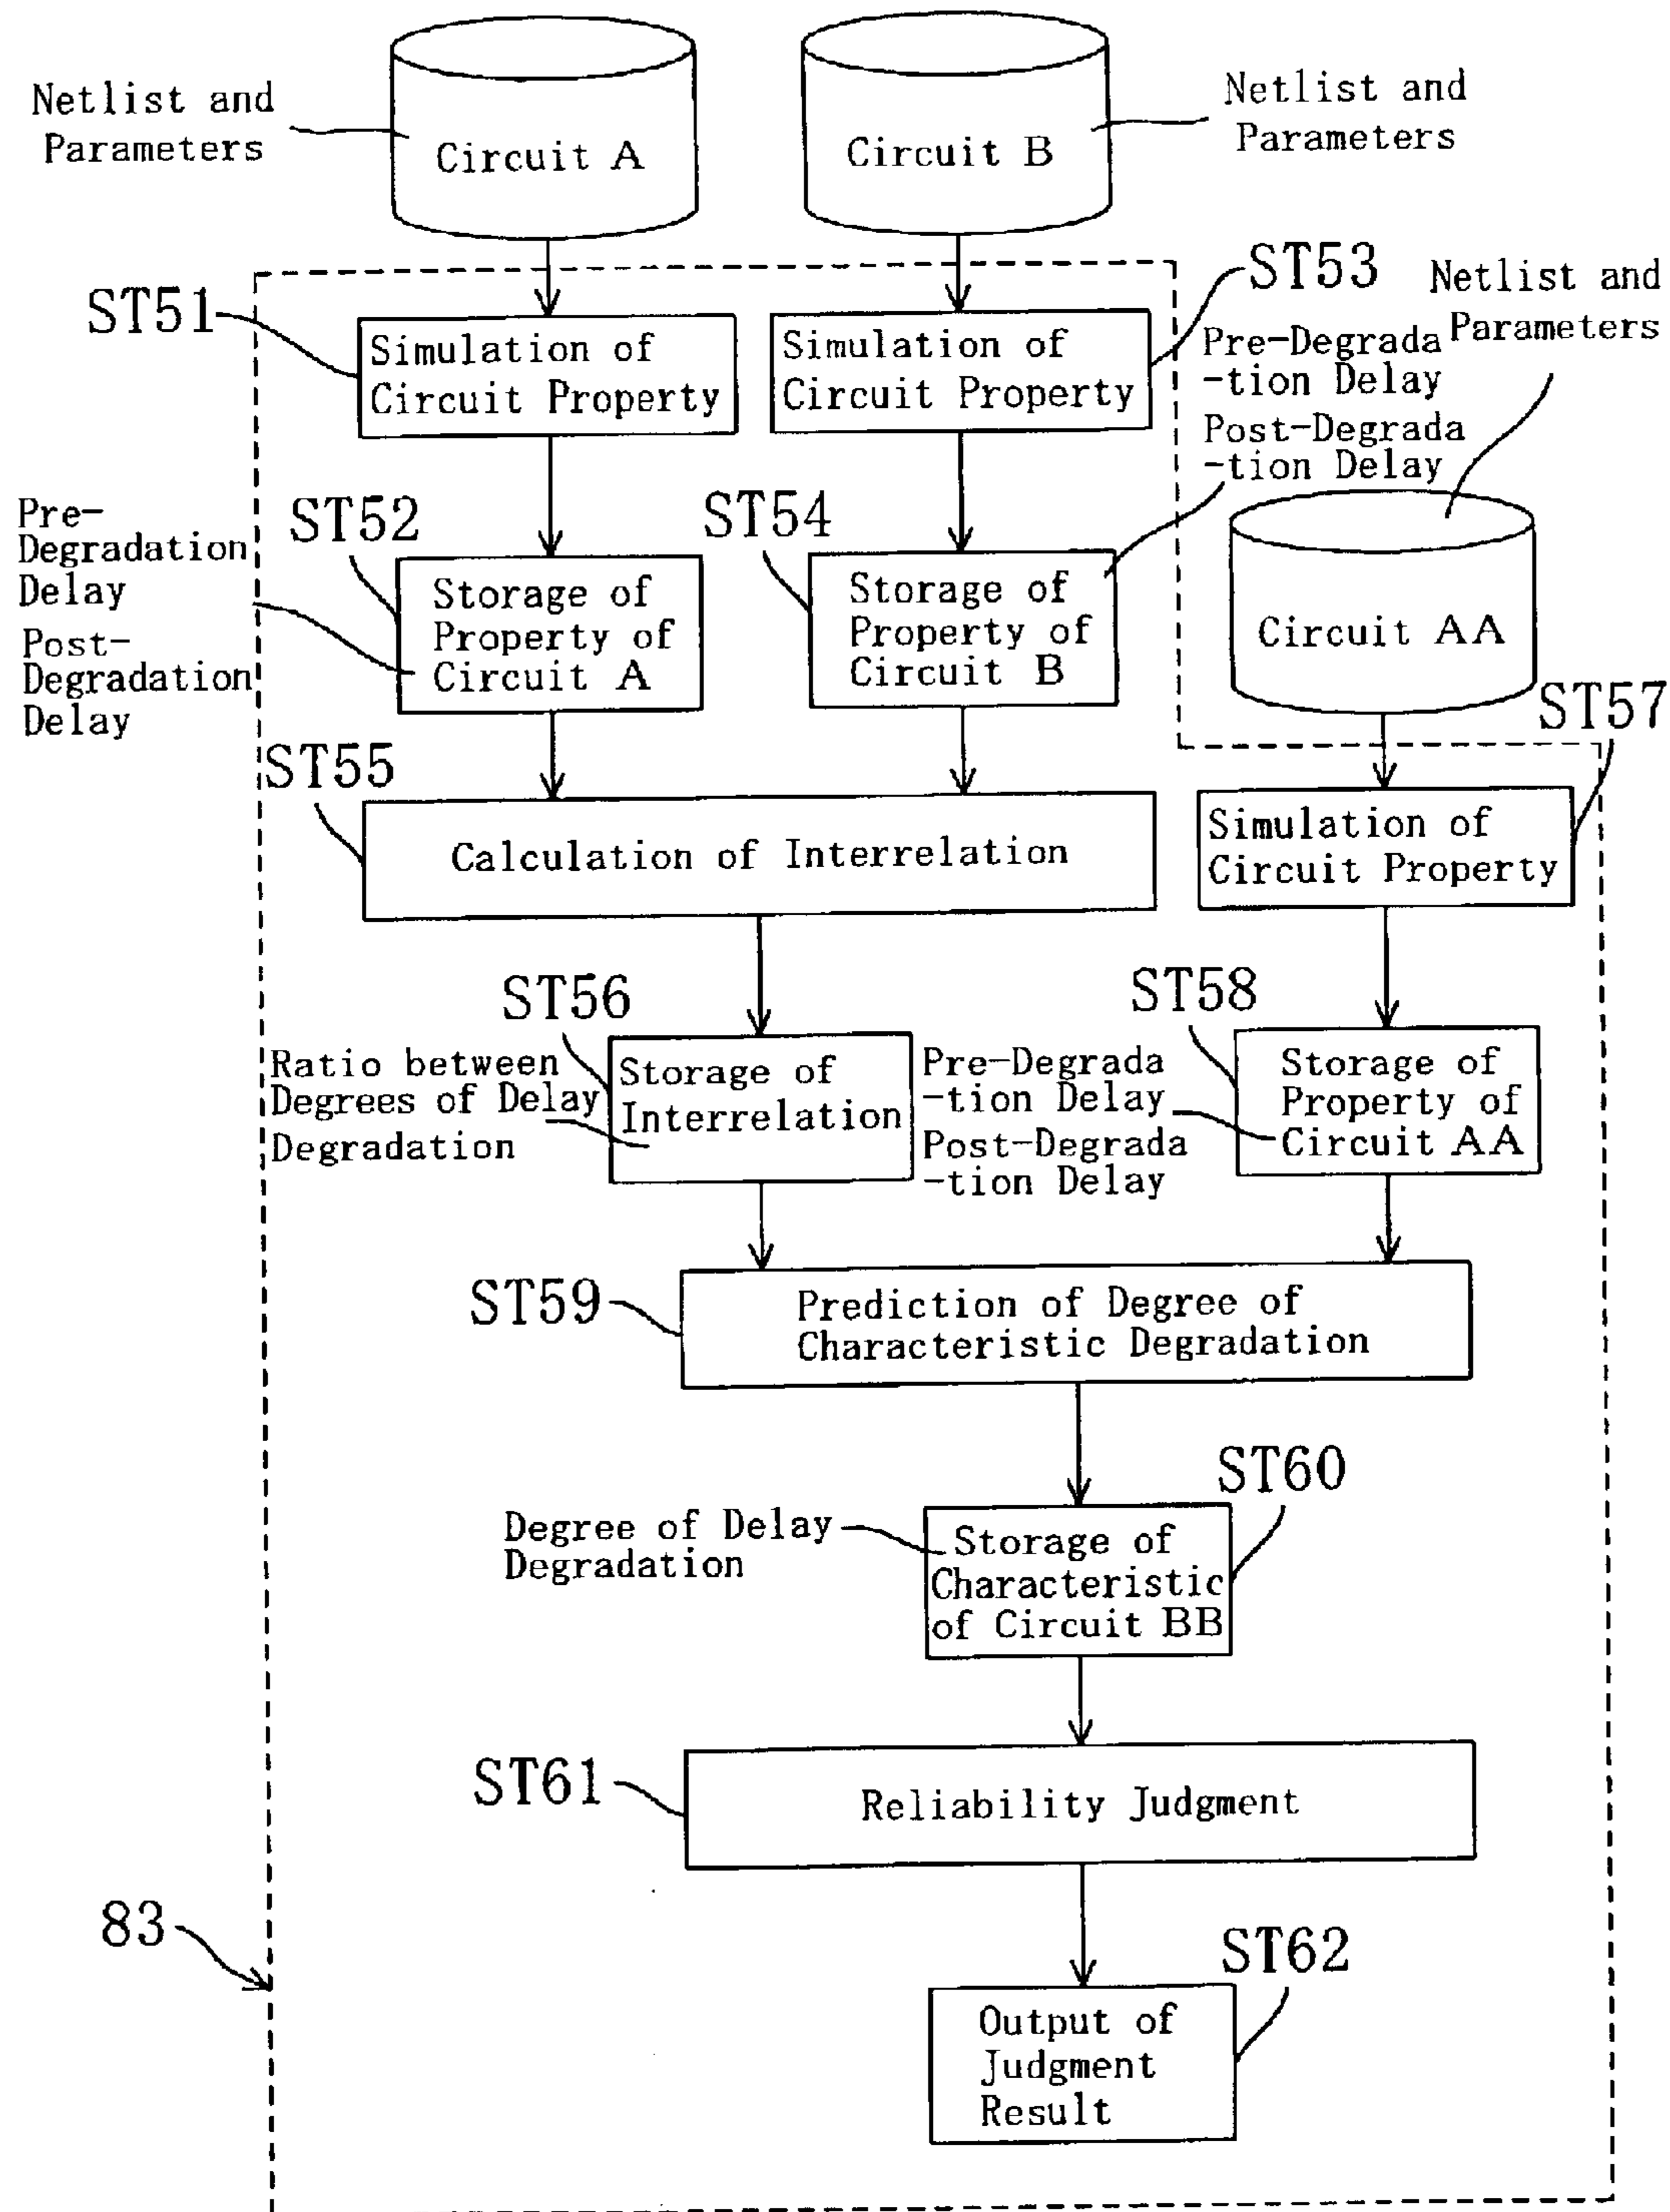 Netlist and
Parameters
Circuit A
Circuit B
Netlist and
Parameters
ST51
Simulation of
Circuit Property
Simulation of
Circuit Property
ST53
Netlist and
Parameters
Pre-Degrada
-tion Delay
Post-Degrada
-tion Delay
Pre-
Degradation
Delay
Post-
Degradation
Delay
ST52
Storage of
Property of
Circuit A
ST54
Storage of
Property of
Circuit B
Circuit AA
ST57
ST55
Calculation of Interrelation
Simulation of
Circuit Property
ST56
Ratio between
Degrees of Delay
Degradation
Storage of
Interrelation
ST58
Pre-Degrada
-tion Delay
Post-Degrada
-tion Delay
Storage of
Property of
Circuit AA
ST59
Prediction of Degree of
Characteristic Degradation
ST60
Degree of Delay
Degradation
Storage of
Characteristic
of Circuit BB
ST61
Reliability Judgment
83
ST62
Output of
Judgment
Result